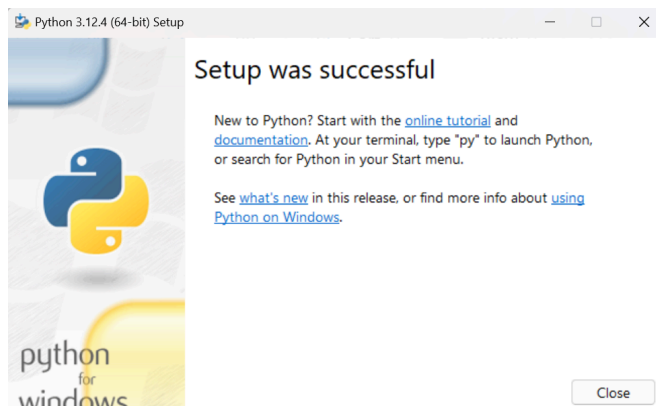 Python 3.12.4 (64-bit) Setup
Setup was successful
New to Python? Start with the online tutorial and
documentation. At your terminal, type "py" to launch Python,
or search for Python in your Start menu.
See what's new in this release, or find more info about using
Python on Windows.
python
for
windows
Close